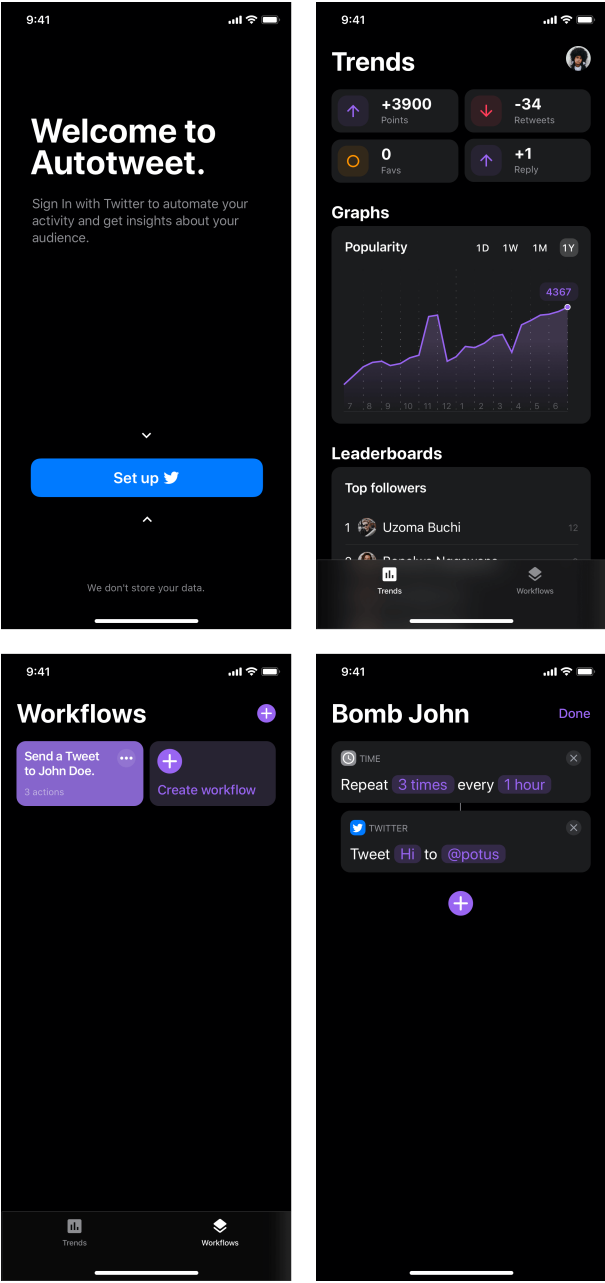 9:41
Welcome to
Autotweet.
Sign In with Twitter to automate your
activity and get insights about your
audience.
Set up
We don't store your data.
9:41
Trends
+3900
Points
-34
Retweets
0
Favs
+1
Reply
Graphs
Popularity 1D 1W 1M 1Y
4367
7 8 9 10 11 12 1 2 3 4 5 6
Leaderboards
Top followers
1 Uzoma Buchi 12
Trends Workflows
9:41
Workflows
Send a Tweet
to John Doe.
3 actions
Create workflow
Trends Workflows
9:41
Bomb John Done
TIME
Repeat 3 times every 1 hour
TWITTER
Tweet Hi to @potus